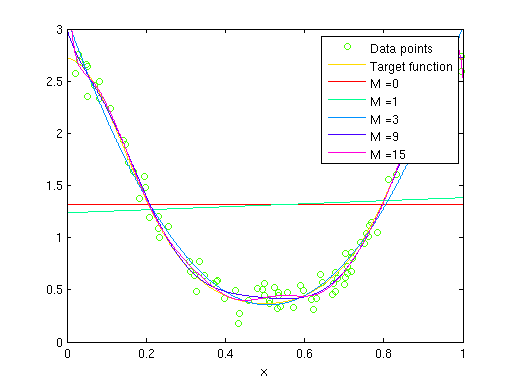 3
2.5
2
1.5
1
0.5
0
0
0.2
0.4
0.6
0.8
1
x
Data points
Target function
M =0
M =1
M =3
M =9
M =15